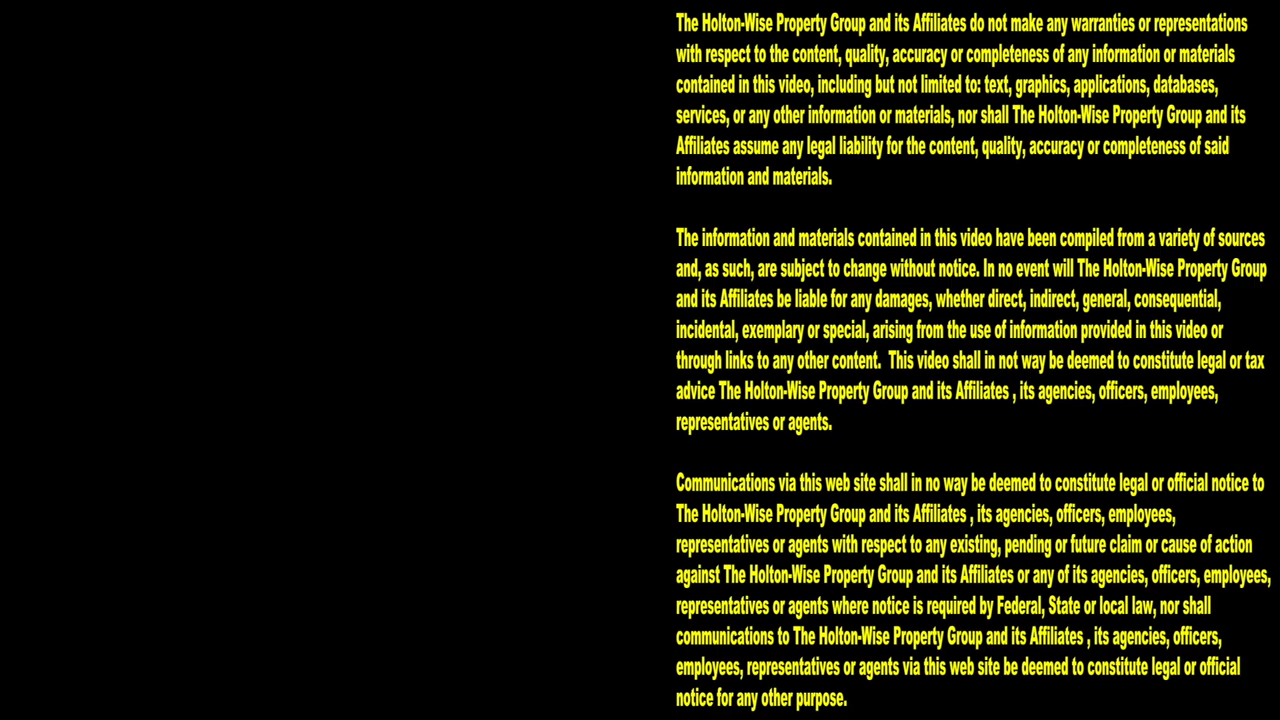 The Holton-Wise Property Group and its Affiliates do not make any warranties or representations
with respect to the content, quality, accuracy or completeness of any information or materials
contained in this video, including but not limited to: text, graphics, applications, databases,
services, or any other information or materials, nor shall The Holton-Wise Property Group and its
Affiliates assume any legal liability for the content, quality, accuracy or completeness of said
information and materials.
The information and materials contained in this video have been compiled from a variety of sources
and, as such, are subject to change without notice. In no event will The Holton-Wise Property Group
and its Affiliates be liable for any damages, whether direct, indirect, general, consequential,
incidental, exemplary or special, arising from the use of information provided in this video or
through links to any other content.  This video shall in not way be deemed to constitute legal or tax
advice The Holton-Wise Property Group and its Affiliates , its agencies, officers, employees,
representatives or agents.
Communications via this web site shall in no way be deemed to constitute legal or official notice to
The Holton-Wise Property Group and its Affiliates , its agencies, officers, employees,
representatives or agents with respect to any existing, pending or future claim or cause of action
against The Holton-Wise Property Group and its Affiliates or any of its agencies, officers, employees,
representatives or agents where notice is required by Federal, State or local law, nor shall
communications to The Holton-Wise Property Group and its Affiliates , its agencies, officers,
employees, representatives or agents via this web site be deemed to constitute legal or official
notice for any other purpose.